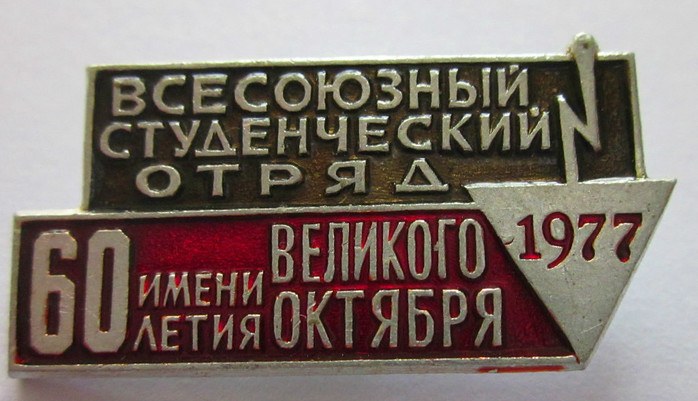 ВСЕСОЮЗНЫЙ
СТУДЕНЧЕСКИЙ
ОТРЯД
60 ИМЕНИ ЛЕТИЯ
ВЕЛИКОГО
ОКТЯБРЯ
1977